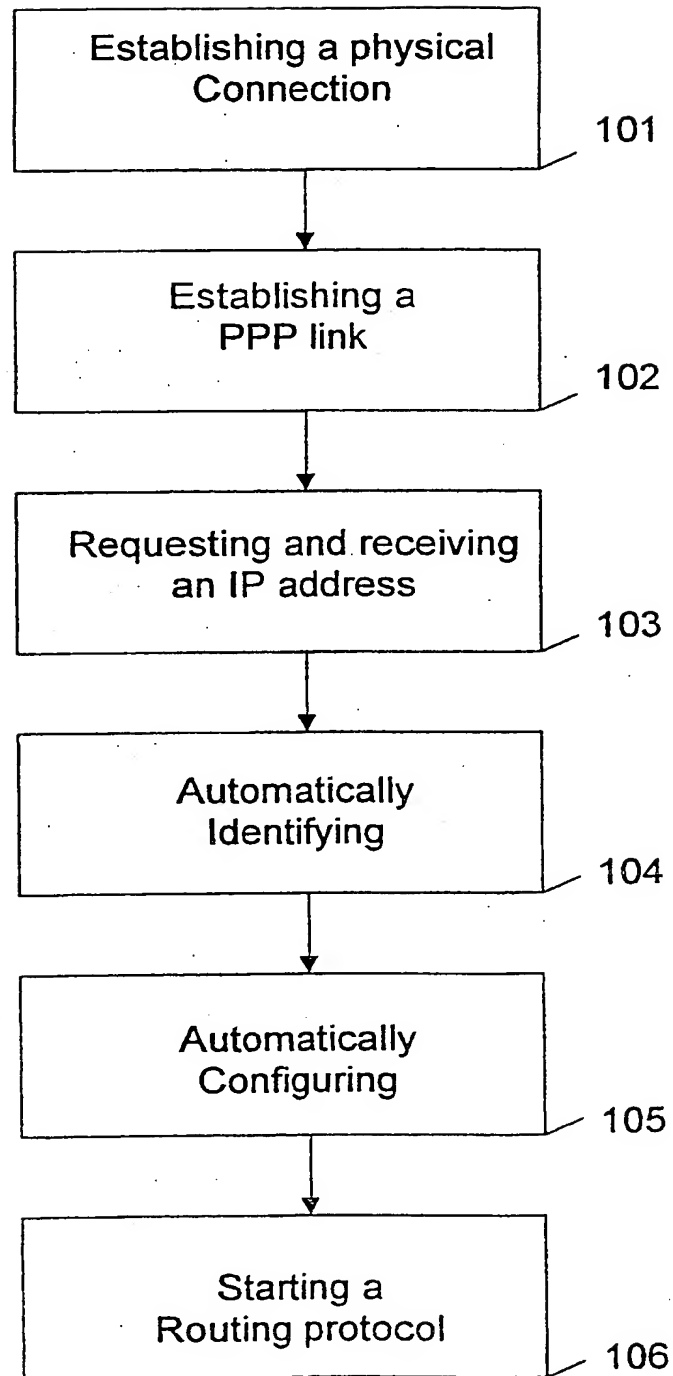 Establishing a physical
Connection
101
Establishing a
PPP link
102
Requesting and receiving
an IP address
103
Automatically
Identifying
104
Automatically
Configuring
105
Starting a
Routing protocol
106